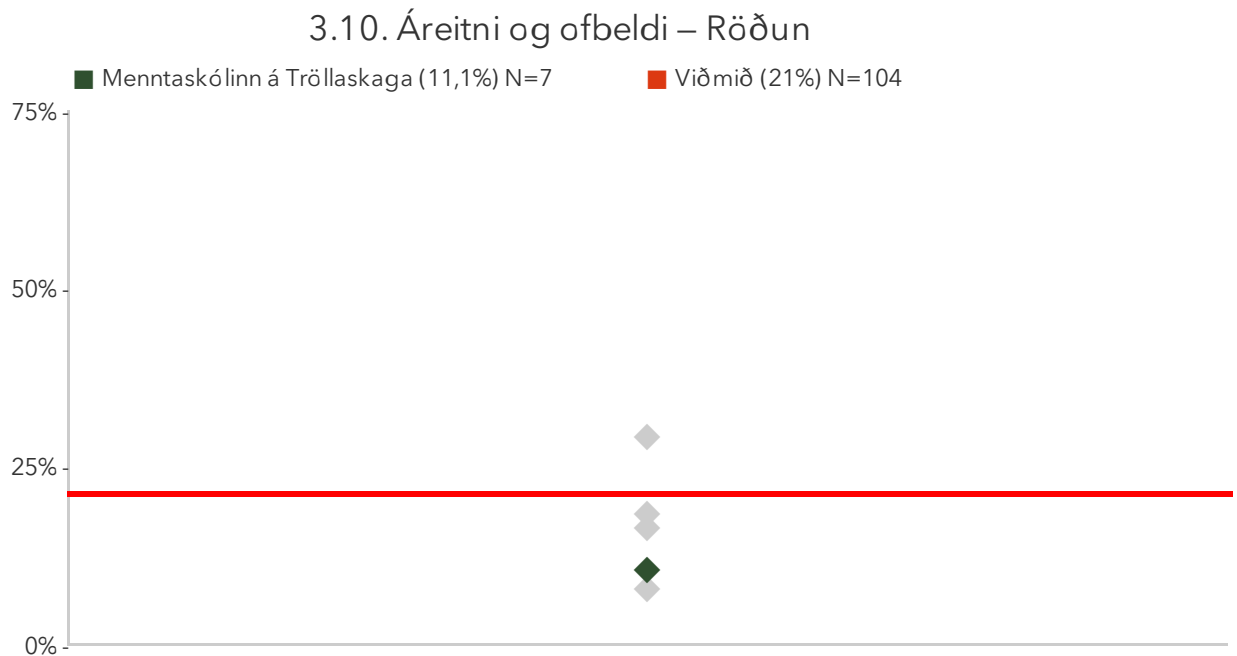 3.10. Áreitni og ofbeldi – Röðun
Menntaskólinn á Tröllaskaga (11,1%) N=7 Viðmið (21%) N=104
75%
50%
25%
0%